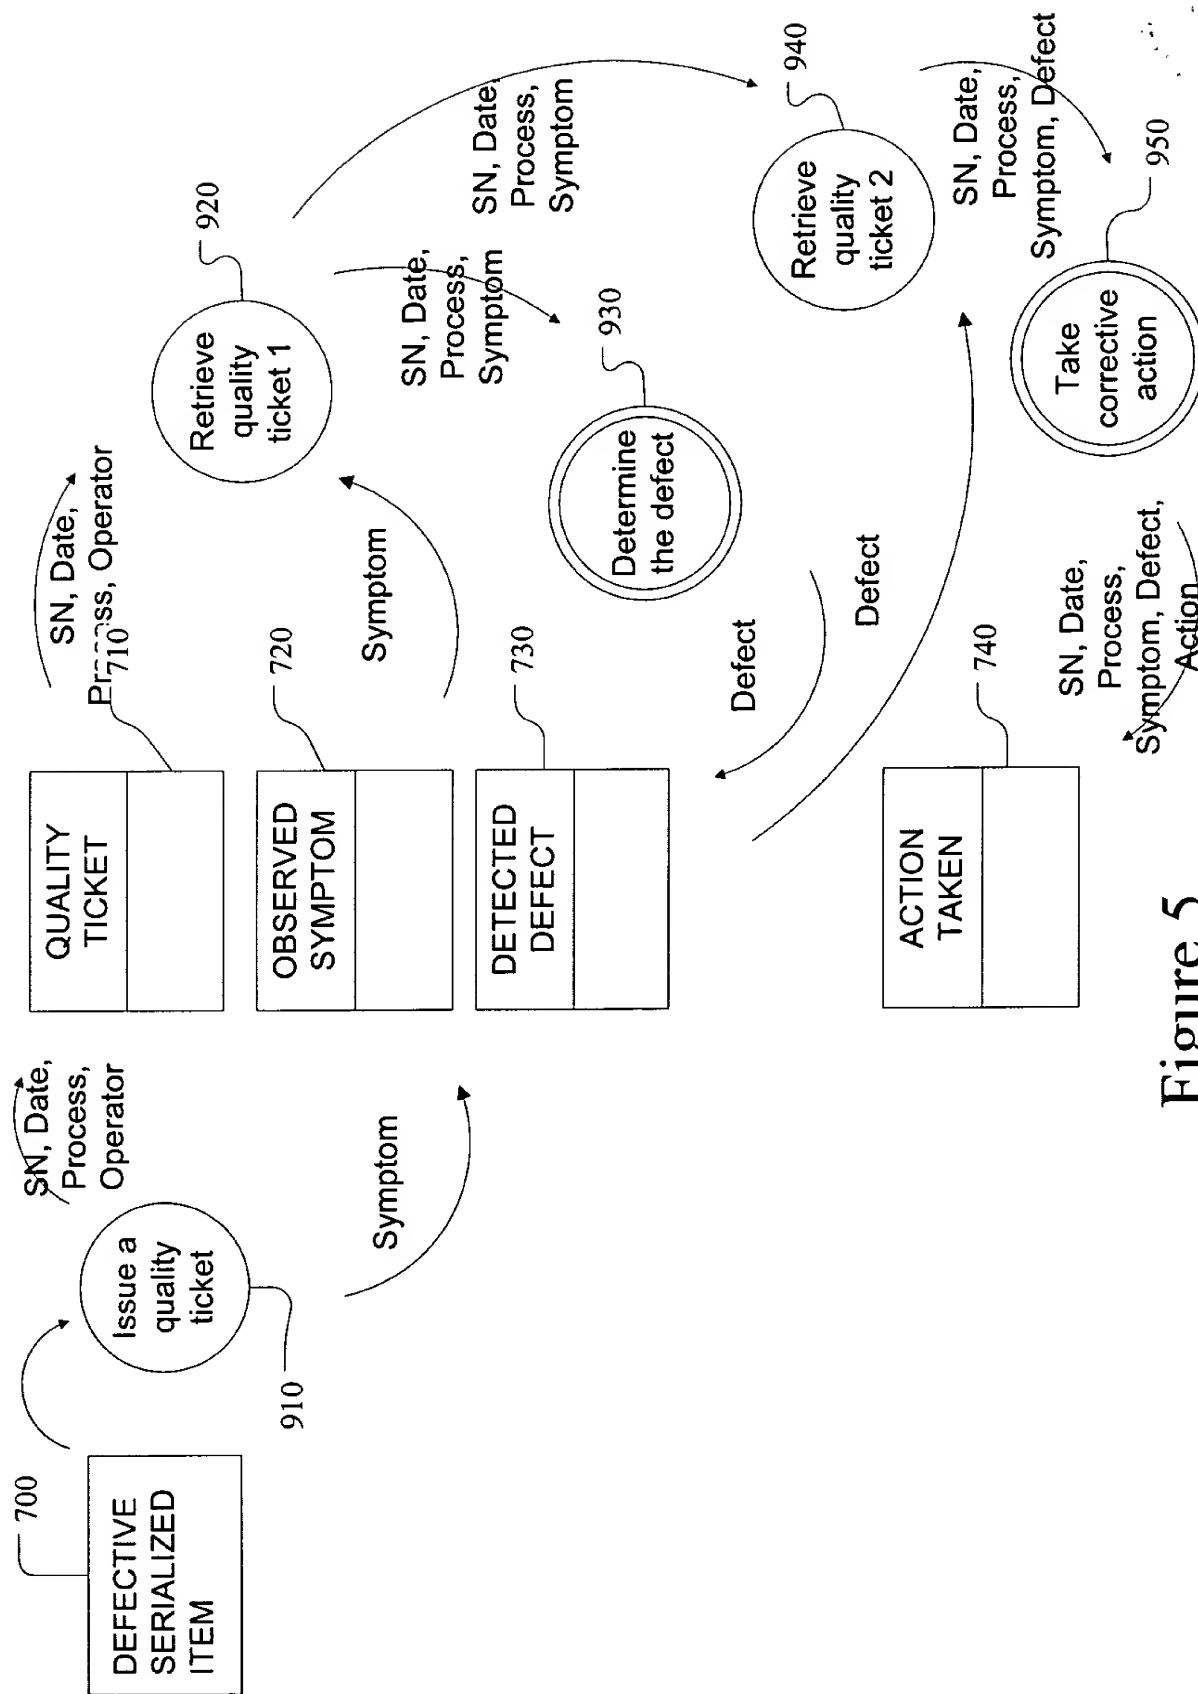 700
DEFECTIVE
SERIALIZED
ITEM
Issue a
quality
ticket
910
SN, Date,
Process,
Operator
Symptom
QUALITY
TICKET
710
OBSERVED
SYMPTOM
720
DETECTED
DEFECT
730
ACTION
TAKEN
740
SN, Date,
Operator
Symptom
Retrieve
quality
ticket 1
920
SN, Date,
Process,
Symptom
SN, Date,
Process,
Symptom
Determine
the defect
930
Defect
Defect
Retrieve
quality
ticket 2
940
SN, Date,
Process,
Symptom, Defect
Take
corrective
action
950
SN, Date,
Process,
Symptom, Defect,
Action
Figure 5